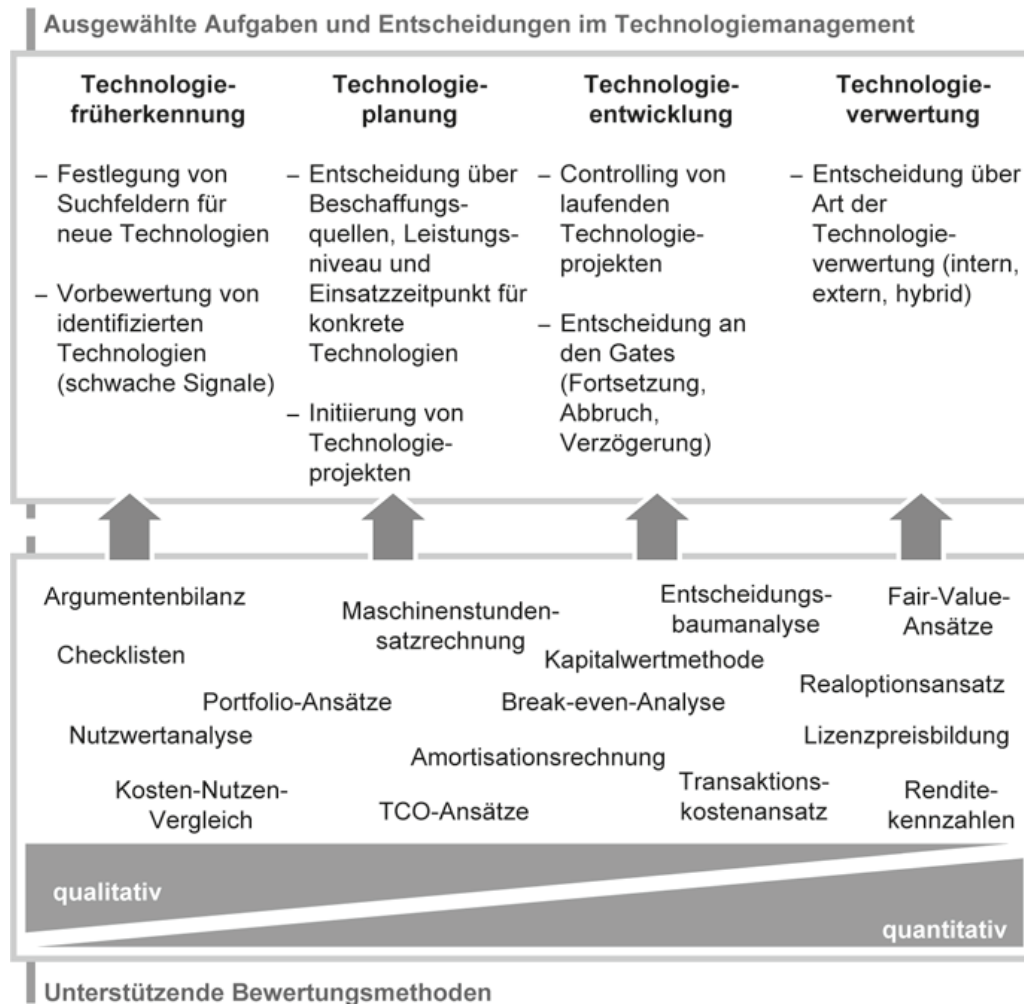 Ausgewählte Aufgaben und Entscheidungen im Technologiemanagement
Technologie-
früherkennung
– Festlegung von
Suchfeldern für
neue Technologien
– Vorbewertung von
identifizierten
Technologien
(schwache Signale)
Technologie-
planung
– Entscheidung über
Beschaffungs-
quellen, Leistungs-
niveau und
Einsatzzeitpunkt für
konkrete
Technologien
– Initiierung von
Technologie-
projekten
Technologie-
entwicklung
– Controlling von
laufenden
Technologie-
projekten
– Entscheidung an
den Gates
(Fortsetzung,
Abbruch,
Verzögerung)
Technologie-
verwertung
– Entscheidung über
Art der
Technologie-
verwertung (intern,
extern, hybrid)
Argumentenbilanz
Checklisten
Portfolio-Ansätze
Nutzwertanalyse
Kosten-Nutzen-
Vergleich
Maschinenstunden-
satzrechnung
Kapitalwertmethode
Break-even-Analyse
Amortisationsrechnung
TCO-Ansätze
Entscheidungs-
baumanalyse
Transaktions-
kostenansatz
Fair-Value-
Ansätze
Realoptionsansatz
Lizenzpreisbildung
Rendite-
kennzahlen
qualitativ
quantitativ
Unterstützende Bewertungsmethoden